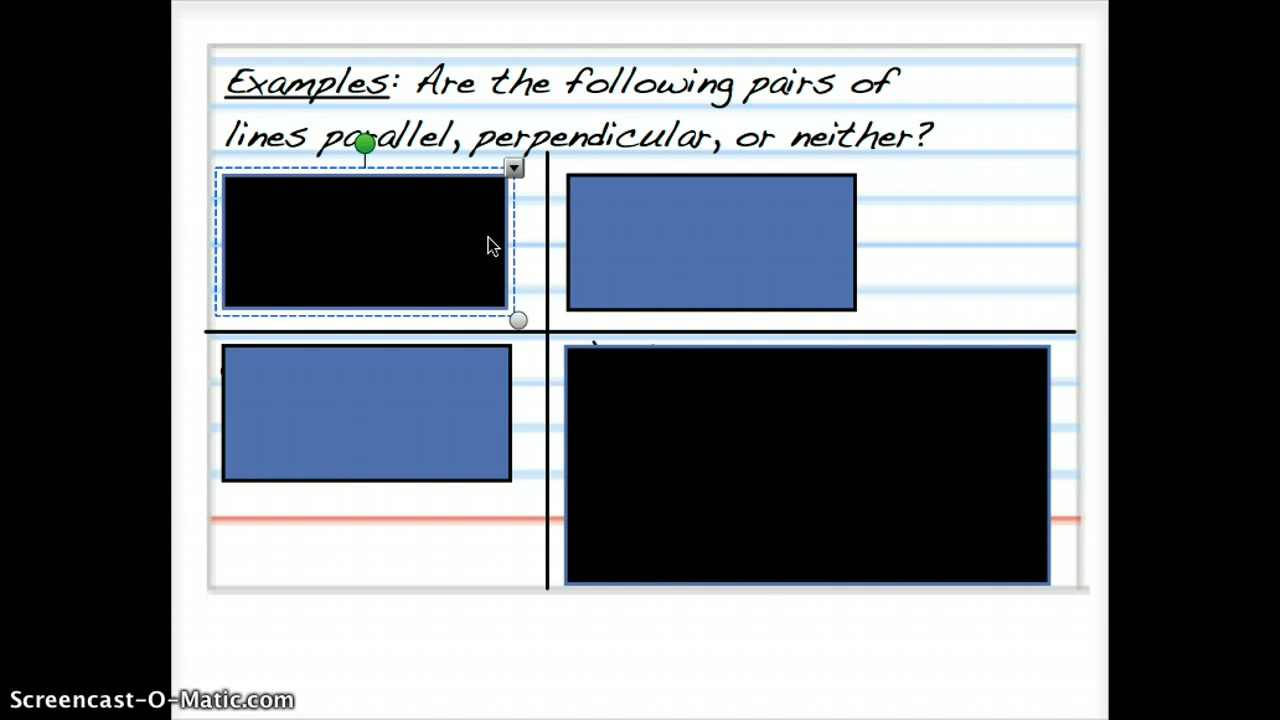 Examples: Are the following pairs of
lines parallel, perpendicular, or neither?
Screencast-O-Matic.com